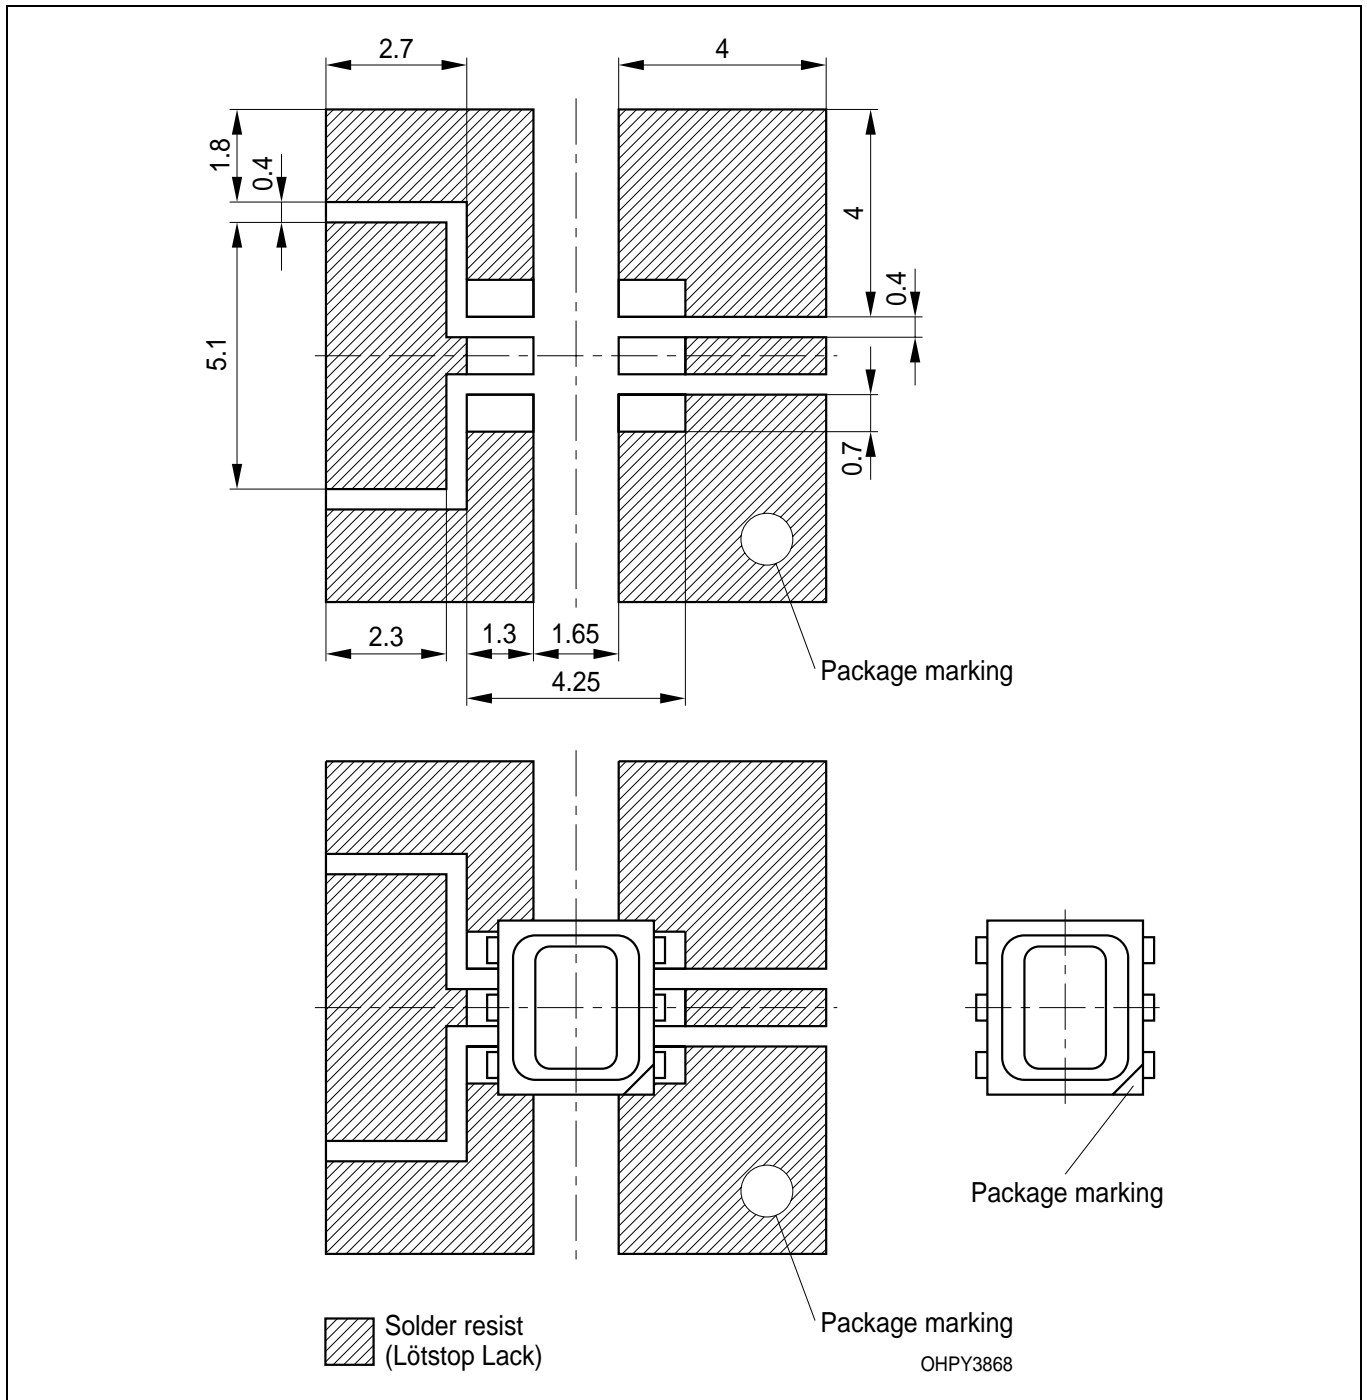 2.7
4
1.8
0.4
4
0.4
5.1
0.7
2.3
1.3
1.65
4.25
Package marking
Package marking
Package marking
Solder resist
(Lötstop Lack)
OHPY3868